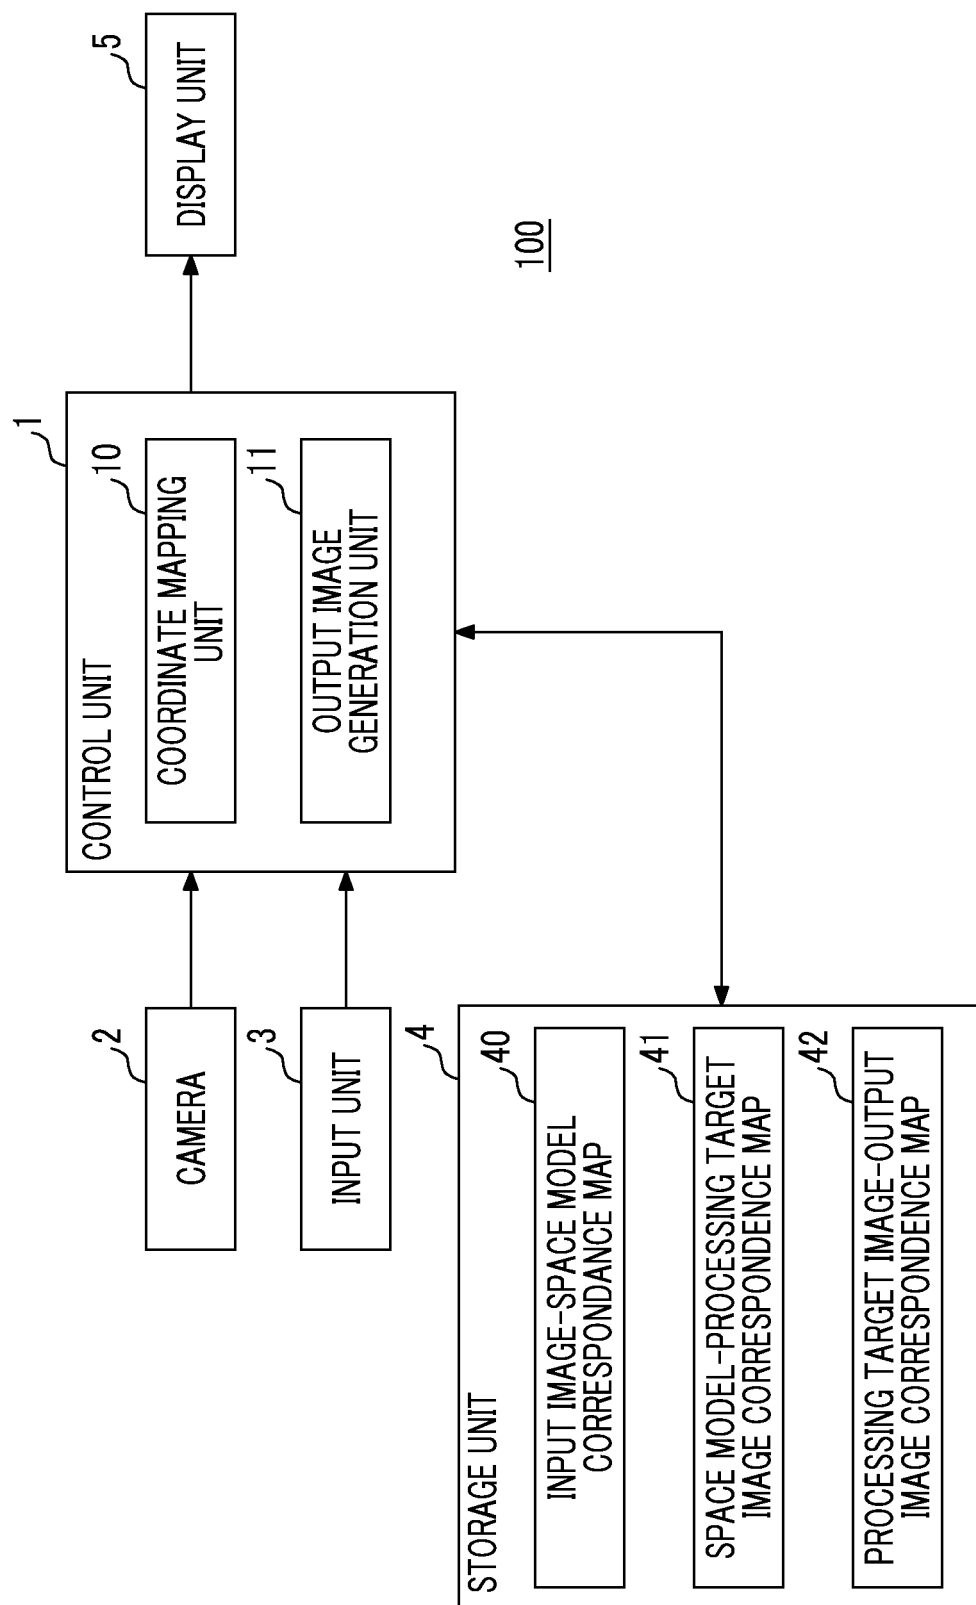 1
CONTROL UNIT
10
COORDINATE MAPPING
UNIT
11
OUTPUT IMAGE
GENERATION UNIT
2
CAMERA
3
INPUT UNIT
5
DISPLAY UNIT
100
4
STORAGE UNIT
40
INPUT IMAGE-SPACE MODEL
CORRESPONDANCE MAP
41
SPACE MODEL-PROCESSING TARGET
IMAGE CORRESPONDENCE MAP
42
PROCESSING TARGET IMAGE-OUTPUT
IMAGE CORRESPONDENCE MAP